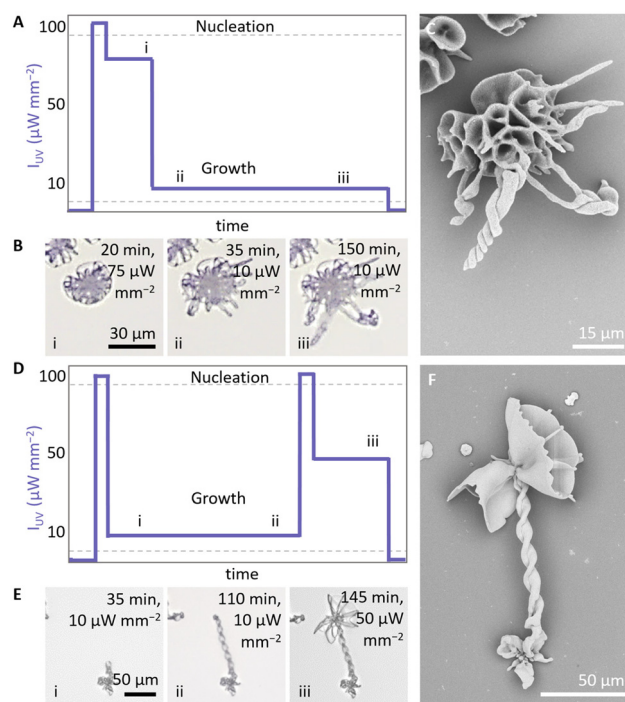 A
100
Nucleation
i
50
I_UV (μW mm⁻²)
10
Growth
ii
iii
time
15 μm
B
20 min,
75 μW
mm⁻²
i
30 μm
35 min,
10 μW
mm⁻²
ii
150 min,
10 μW
mm⁻²
iii
D
100
Nucleation
iii
50
I_UV (μW mm⁻²)
10
Growth
i
ii
time
F
50 μm
E
35 min,
10 μW mm⁻²
i
50 μm
110 min,
10 μW
mm⁻²
ii
145 min,
50 μW
mm⁻²
iii